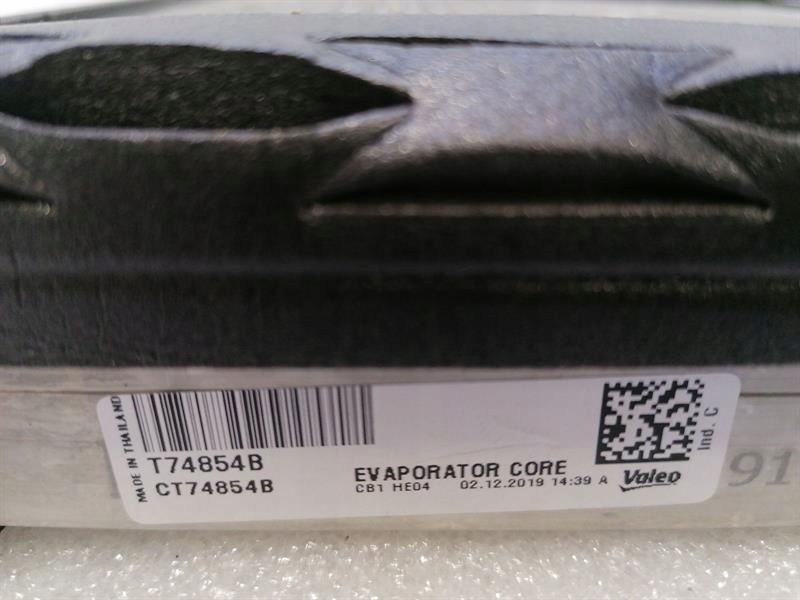 MADE IN THAILAND
T74854B
CT74854B
EVAPORATOR CORE
CB1 HE04 02.12.2019 14:39 A
Valeo
Ind. C
91